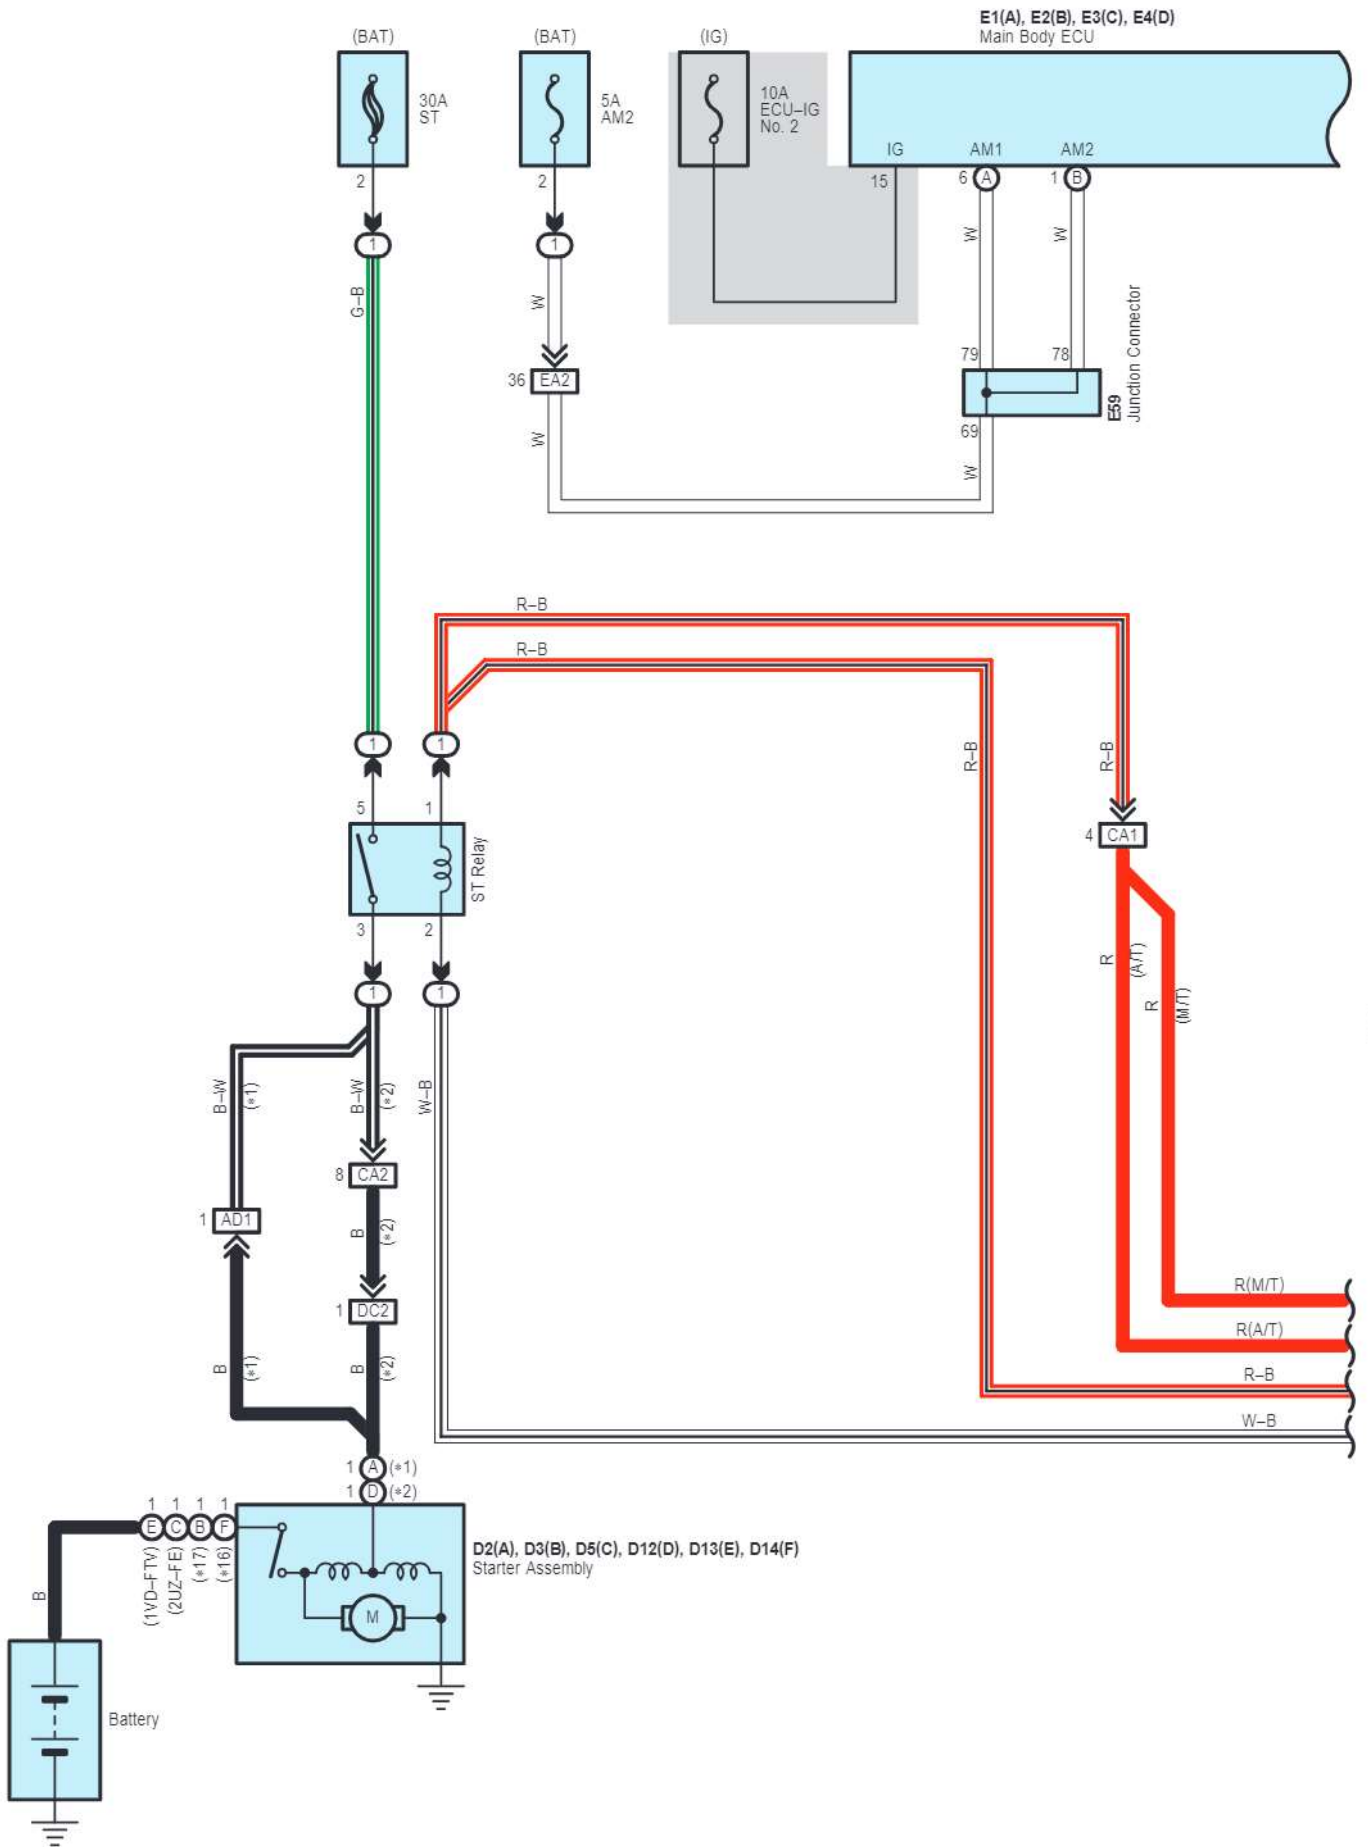 E1(A), E2(B), E3(C), E4(D)
Main Body ECU
(BAT)
(BAT)
(IG)
30A
ST
5A
AM2
10A
ECU–IG
No. 2
IG
AM1
AM2
2
2
15
6
A
1
B
1
1
W
W
G–B
W
Junction Connector
E59
79
78
36
EA2
69
W
W
R–B
R–B
1
1
R–B
R–B
5
1
4
CA1
ST Relay
3
2
R
(A/T)
R
(M/T)
1
1
B–W
(*1)
B–W
(*2)
W–B
8
CA2
1
AD1
B
(*2)
1
DC2
R(M/T)
R(A/T)
B
(*1)
B
(*2)
R–B
W–B
1
A
(*1)
1
D
(*2)
1
1
1
1
E
C
B
F
(1VD–FTV)
(2UZ–FE)
(*17)
(*16)
D2(A), D3(B), D5(C), D12(D), D13(E), D14(F)
Starter Assembly
B
M
Battery